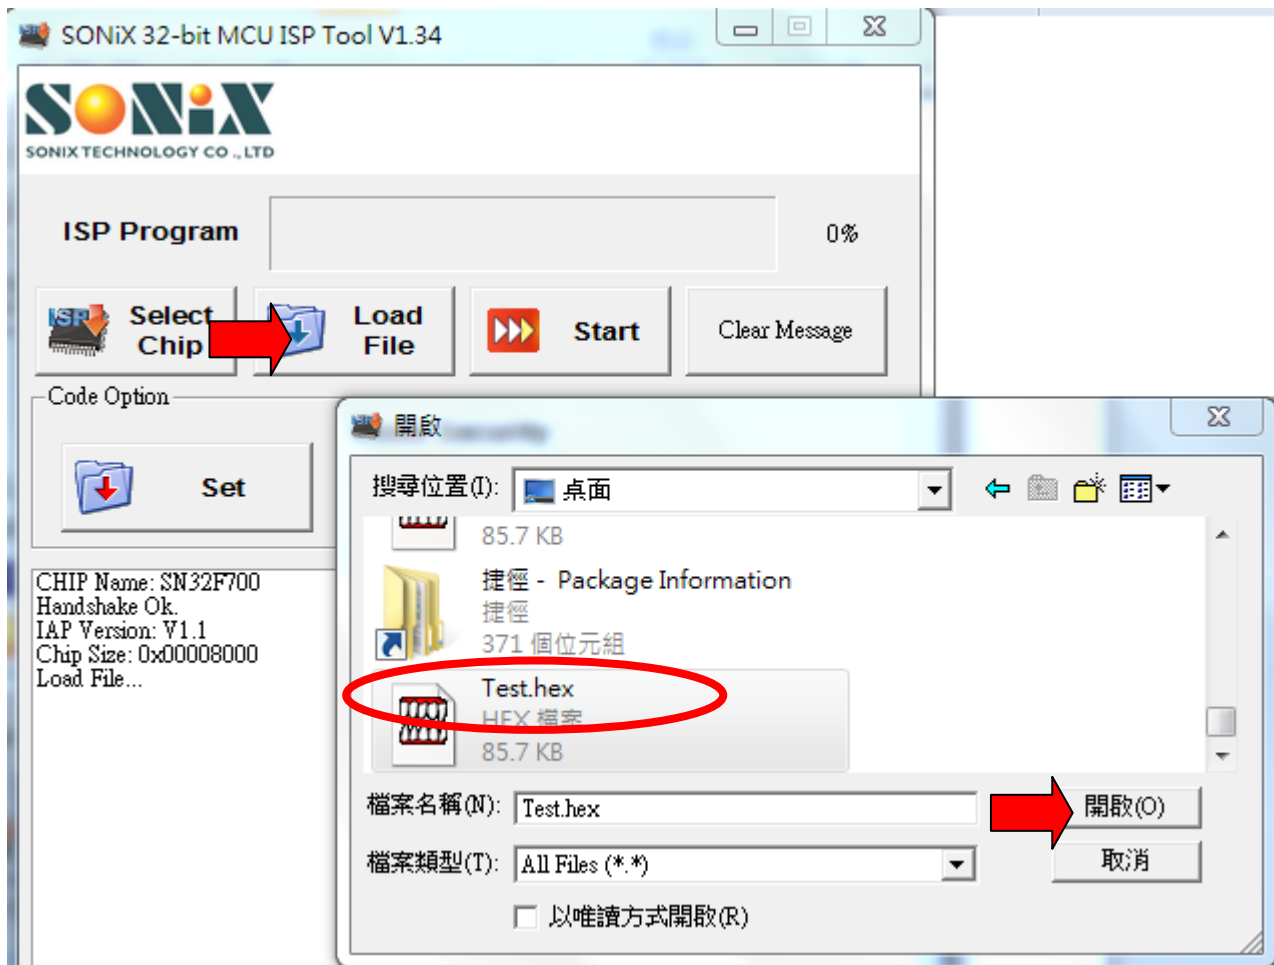 SONiX 32-bit MCU ISP Tool V1.34
SONiX
SONIX TECHNOLOGY CO ., LTD
ISP Program
0%
ISP
Select
Chip
Load
File
Start
Clear Message
Code Option
Set
CHIP Name: SN32F700
Handshake Ok.
IAP Version: V1.1
Chip Size: 0x00008000
Load File...
開啟
搜尋位置(I):
桌面
85.7 KB
捷徑 - Package Information
捷徑
371 個位元組
Test.hex
HEX 檔案
85.7 KB
檔案名稱(N):
Test.hex
開啟(O)
檔案類型(T):
All Files (*.*)
取消
以唯讀方式開啟(R)